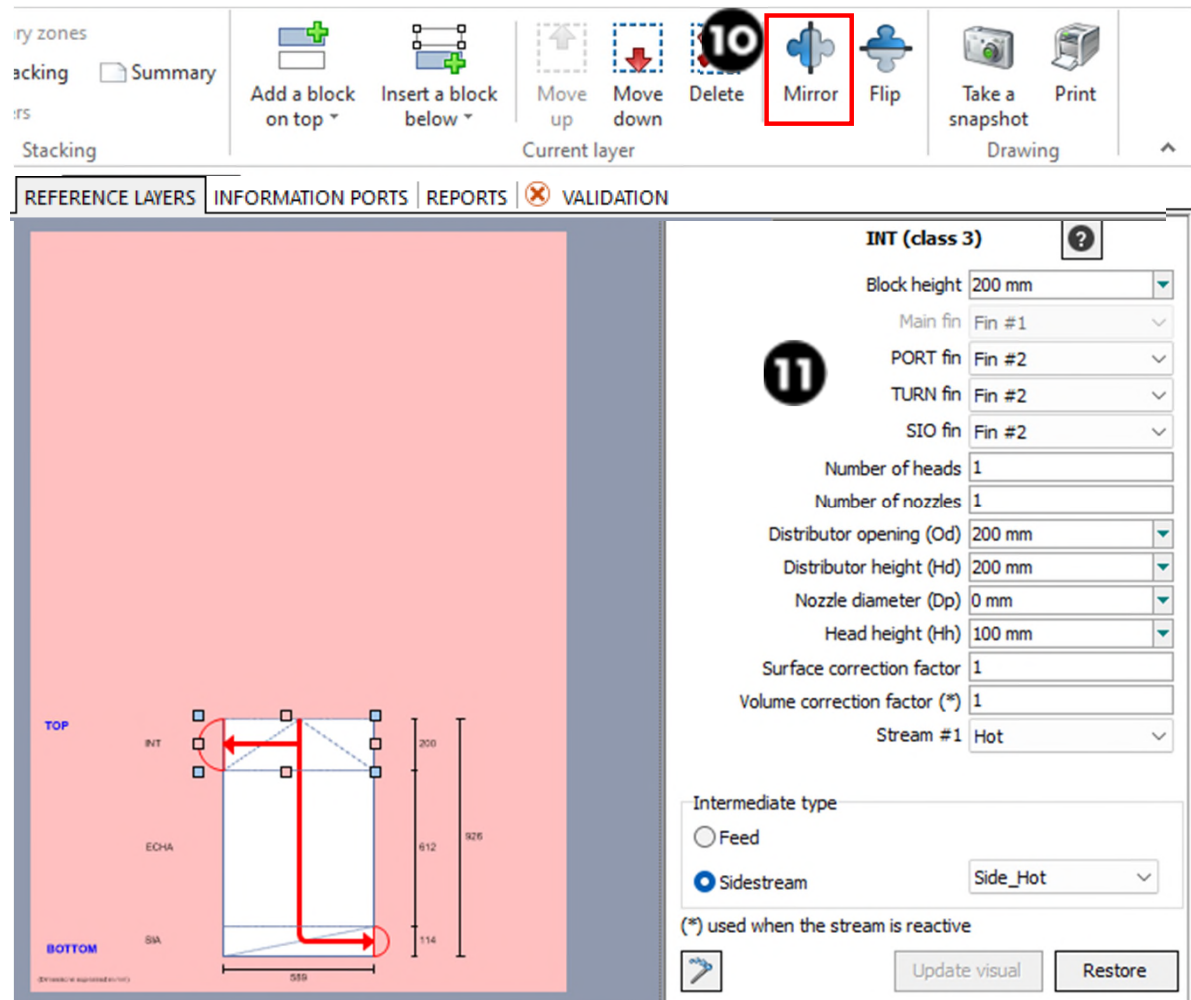 ry zones
acking Summary
rs
Stacking
Add a block
on top
Insert a block
below
Move
up
Move
down
Delete
10
Mirror
Flip
Current layer
Take a
snapshot
Print
Drawing
REFERENCE LAYERS INFORMATION PORTS REPORTS VALIDATION
INT (class 3) ?
Block height 200 mm
Main fin Fin #1
11
PORT fin Fin #2
TURN fin Fin #2
SIO fin Fin #2
Number of heads 1
Number of nozzles 1
Distributor opening (Od) 200 mm
Distributor height (Hd) 200 mm
Nozzle diameter (Dp) 0 mm
Head height (Hh) 100 mm
Surface correction factor 1
Volume correction factor (*) 1
Stream #1 Hot
Intermediate type
Feed
Sidestream Side_Hot
(*) used when the stream is reactive
Update visual Restore
TOP
INT 200
ECHA 612 926
SIA 114
BOTTOM
559
(Dimensions expressed in mm)